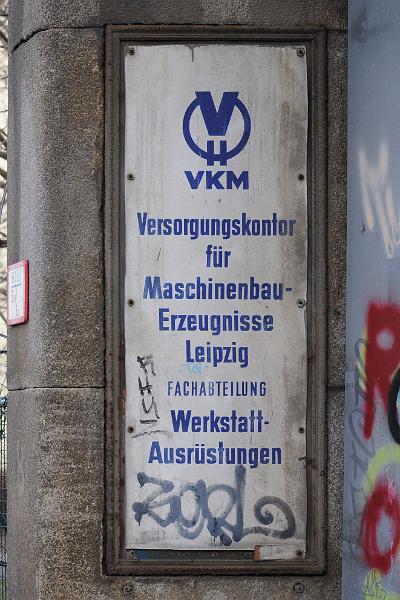 VKM
Versorgungskontor
für
Maschinenbau-
Erzeugnisse
Leipzig
FACHABTEILUNG
Werkstatt-
Ausrüstungen